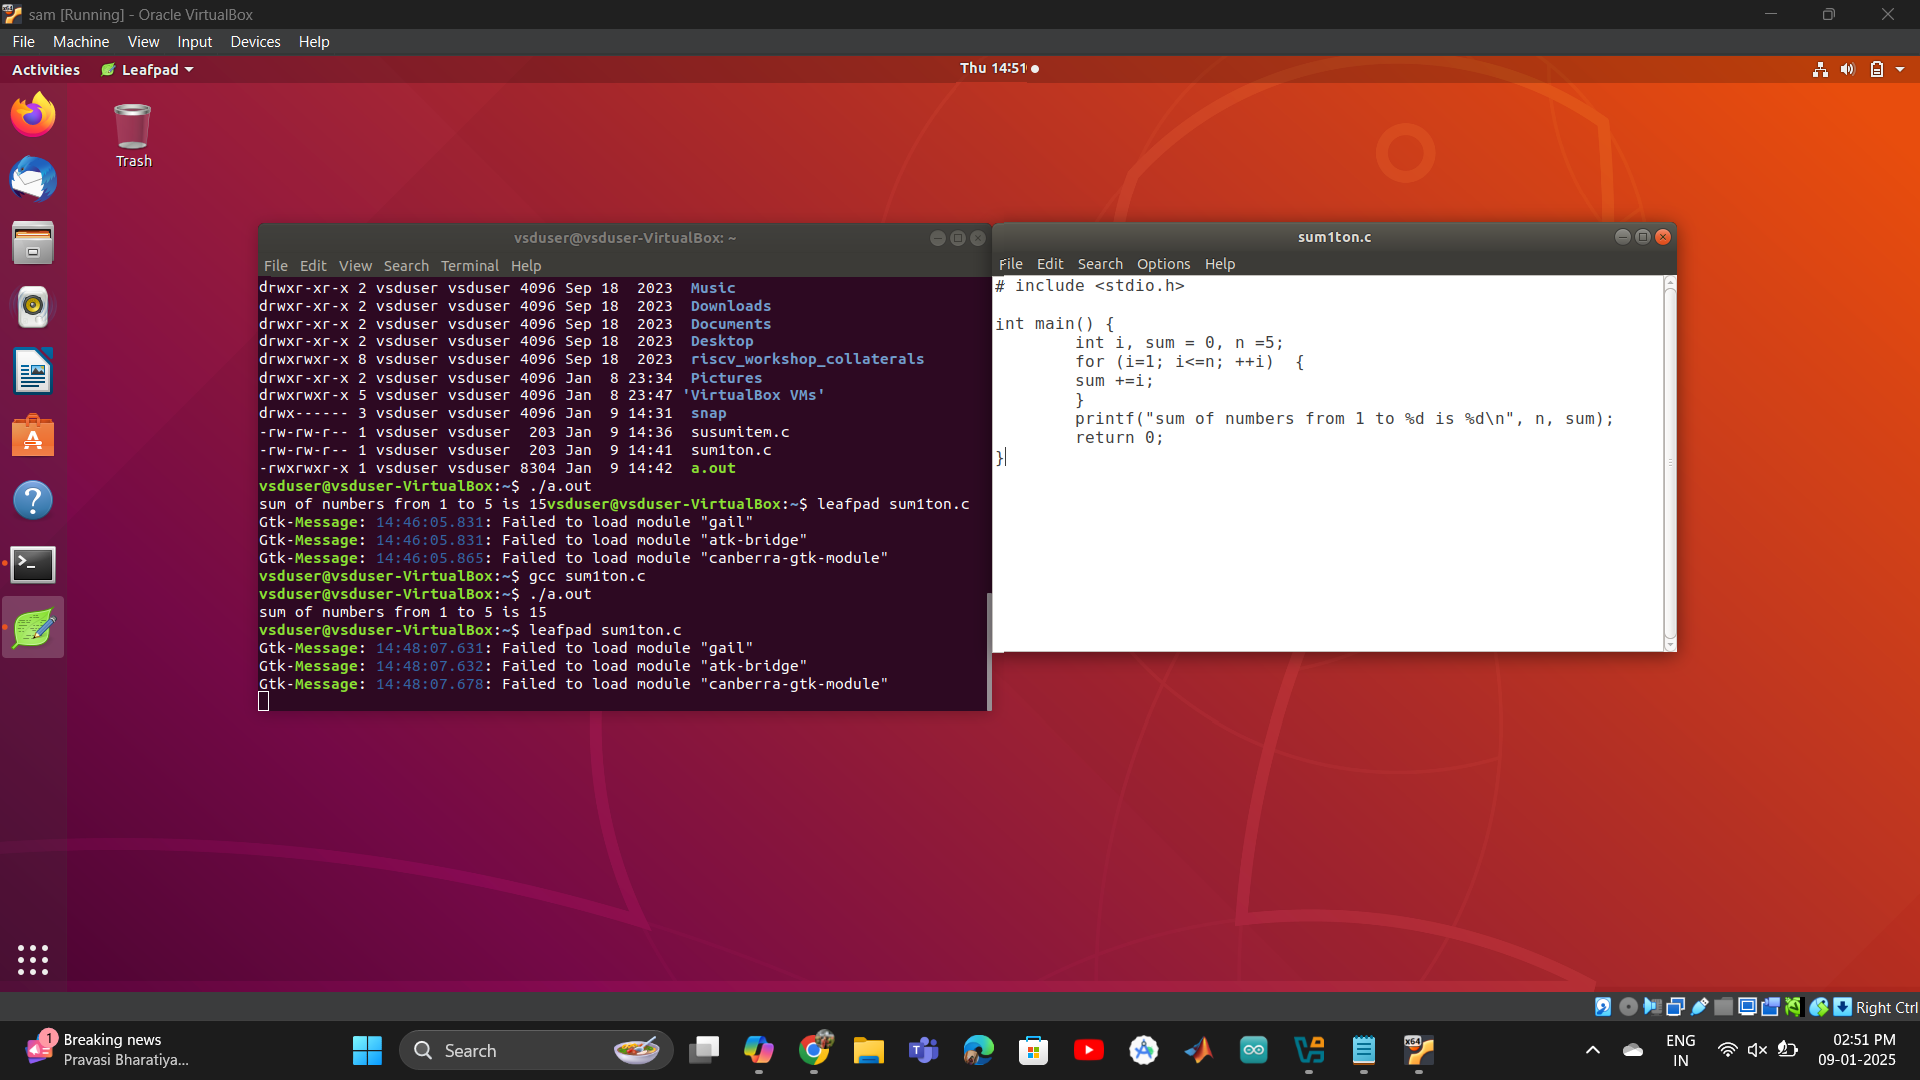 sam [Running] - Oracle VirtualBox
File Machine View Input Devices Help
Activities Leafpad Thu 14:51
Trash
vsduser@vsduser-VirtualBox: ~
File Edit View Search Terminal Help
drwxr-xr-x 2 vsduser vsduser 4096 Sep 18  2023  Music
drwxr-xr-x 2 vsduser vsduser 4096 Sep 18  2023  Downloads
drwxr-xr-x 2 vsduser vsduser 4096 Sep 18  2023  Documents
drwxr-xr-x 2 vsduser vsduser 4096 Sep 18  2023  Desktop
drwxrwxr-x 8 vsduser vsduser 4096 Sep 18  2023  riscv_workshop_collaterals
drwxr-xr-x 2 vsduser vsduser 4096 Jan  8 23:34  Pictures
drwxrwxr-x 5 vsduser vsduser 4096 Jan  8 23:47 'VirtualBox VMs'
drwx------ 3 vsduser vsduser 4096 Jan  9 14:31  snap
-rw-rw-r-- 1 vsduser vsduser  203 Jan  9 14:36  susumitem.c
-rw-rw-r-- 1 vsduser vsduser  203 Jan  9 14:41  sum1ton.c
-rwxrwxr-x 1 vsduser vsduser 8304 Jan  9 14:42  a.out
vsduser@vsduser-VirtualBox:~$ ./a.out
sum of numbers from 1 to 5 is 15vsduser@vsduser-VirtualBox:~$ leafpad sum1ton.c
Gtk-Message: 14:46:05.831: Failed to load module "gail"
Gtk-Message: 14:46:05.831: Failed to load module "atk-bridge"
Gtk-Message: 14:46:05.865: Failed to load module "canberra-gtk-module"
vsduser@vsduser-VirtualBox:~$ gcc sum1ton.c
vsduser@vsduser-VirtualBox:~$ ./a.out
sum of numbers from 1 to 5 is 15
vsduser@vsduser-VirtualBox:~$ leafpad sum1ton.c
Gtk-Message: 14:48:07.631: Failed to load module "gail"
Gtk-Message: 14:48:07.632: Failed to load module "atk-bridge"
Gtk-Message: 14:48:07.678: Failed to load module "canberra-gtk-module"
sum1ton.c
File Edit Search Options Help
# include <stdio.h>
int main() {
        int i, sum = 0, n =5;
        for (i=1; i<=n; ++i)  {
        sum +=i;
        }
        printf("sum of numbers from 1 to %d is %d\n", n, sum);
        return 0;
}
Right Ctrl
1
Breaking news
Pravasi Bharatiya...
Search
x64
ENG
IN
02:51 PM
09-01-2025